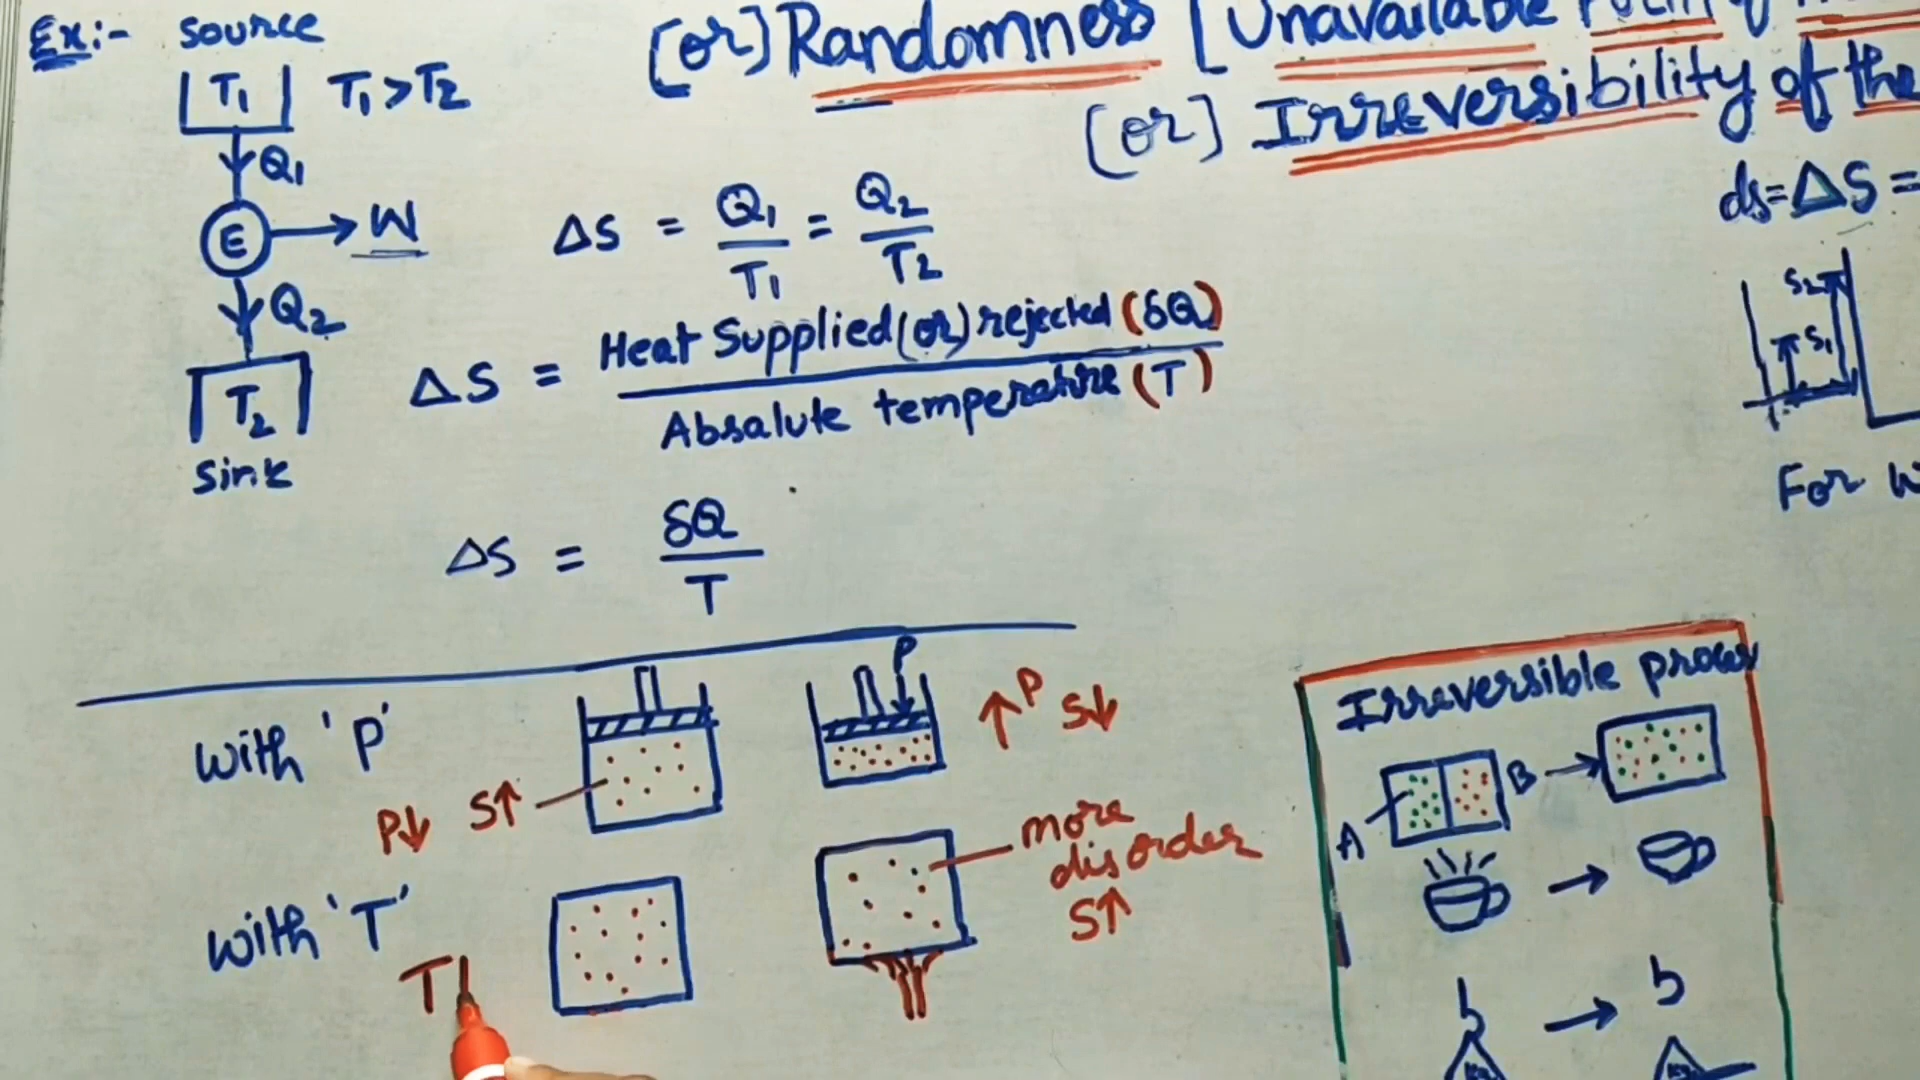 Ex:- Source
T1 T1 > T2
Q1
E → W
Q2
T2
Sink
(or) Randomness [Unavailable
(or) Irreversibility of the
ds = ΔS =
S2
S1
For
ΔS = Q1/T1 = Q2/T2
ΔS = Heat Supplied (or) rejected (δQ)
Absalute temperature (T)
ΔS = δQ/T
with 'P'
P
↑P S↓
P↓ S↑
with 'T'
T
more
disorder
S↑
Irreversible process
A B →
→
→